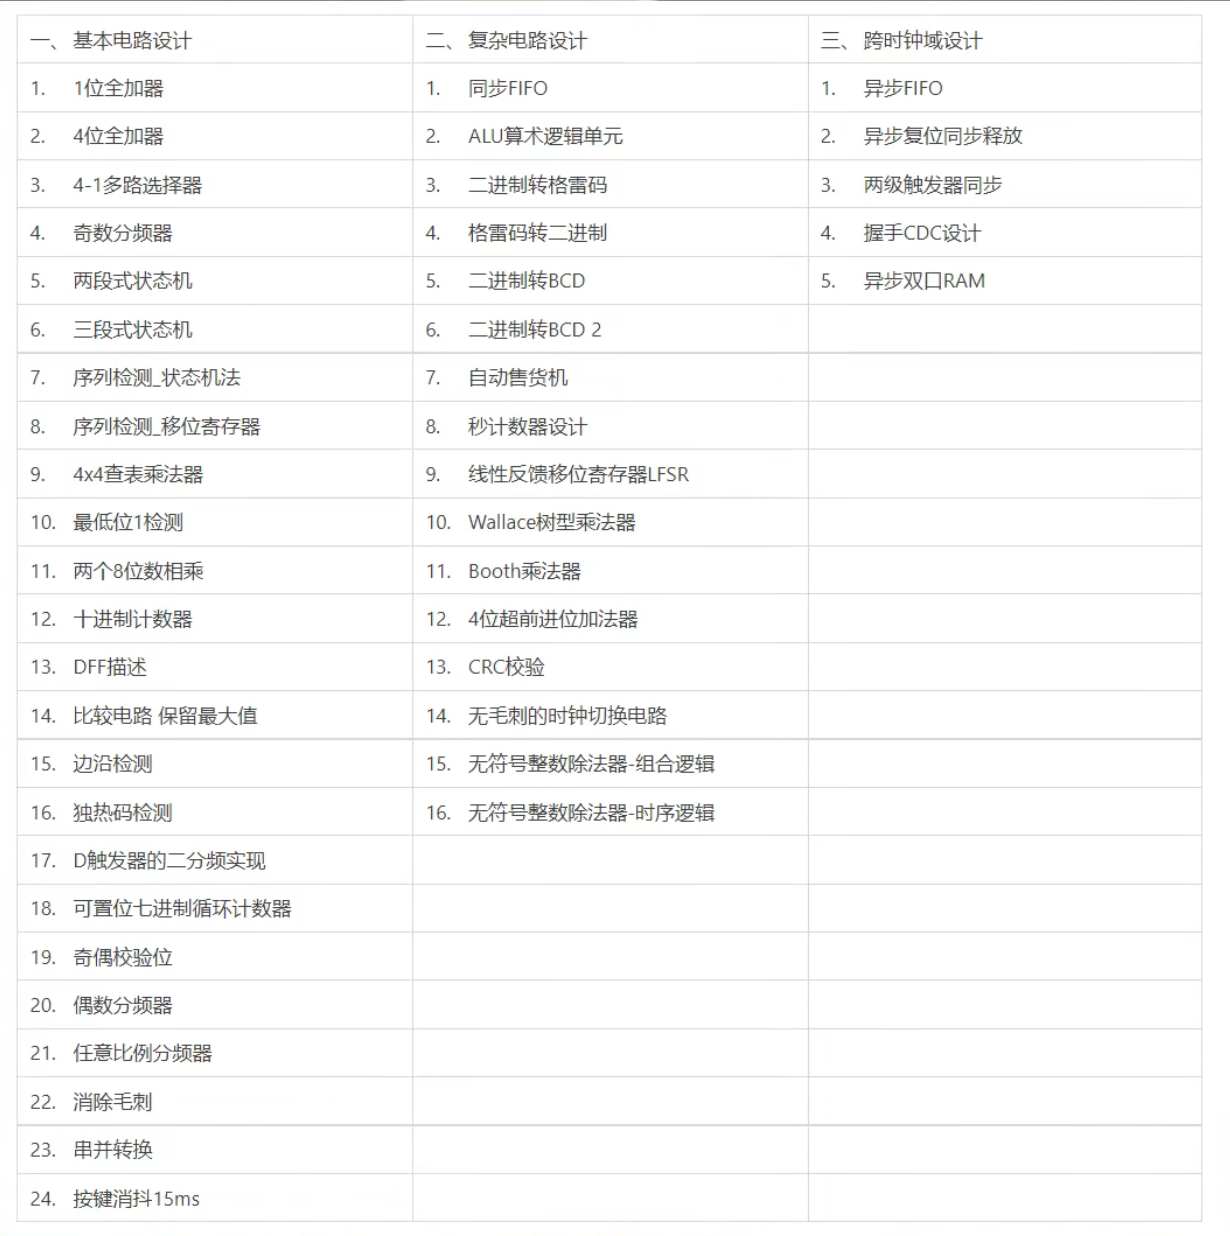 一、 基本电路设计 二、 复杂电路设计 三、 跨时钟域设计
1. 1位全加器 1. 同步FIFO 1. 异步FIFO
2. 4位全加器 2. ALU算术逻辑单元 2. 异步复位同步释放
3. 4-1多路选择器 3. 二进制转格雷码 3. 两级触发器同步
4. 奇数分频器 4. 格雷码转二进制 4. 握手CDC设计
5. 两段式状态机 5. 二进制转BCD 5. 异步双口RAM
6. 三段式状态机 6. 二进制转BCD 2
7. 序列检测_状态机法 7. 自动售货机
8. 序列检测_移位寄存器 8. 秒计数器设计
9. 4x4查表乘法器 9. 线性反馈移位寄存器LFSR
10. 最低位1检测 10. Wallace树型乘法器
11. 两个8位数相乘 11. Booth乘法器
12. 十进制计数器 12. 4位超前进位加法器
13. DFF描述 13. CRC校验
14. 比较电路 保留最大值 14. 无毛刺的时钟切换电路
15. 边沿检测 15. 无符号整数除法器-组合逻辑
16. 独热码检测 16. 无符号整数除法器-时序逻辑
17. D触发器的二分频实现
18. 可置位七进制循环计数器
19. 奇偶校验位
20. 偶数分频器
21. 任意比例分频器
22. 消除毛刺
23. 串并转换
24. 按键消抖15ms